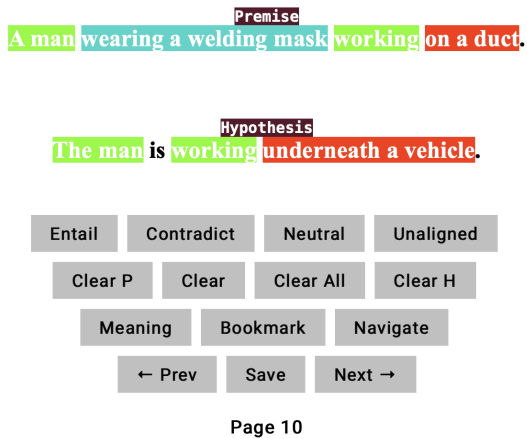 Premise
A man wearing a welding mask working on a duct.
Hypothesis
The man is working underneath a vehicle.
Entail Contradict Neutral Unaligned
Clear P Clear Clear All Clear H
Meaning Bookmark Navigate
← Prev Save Next →
Page 10